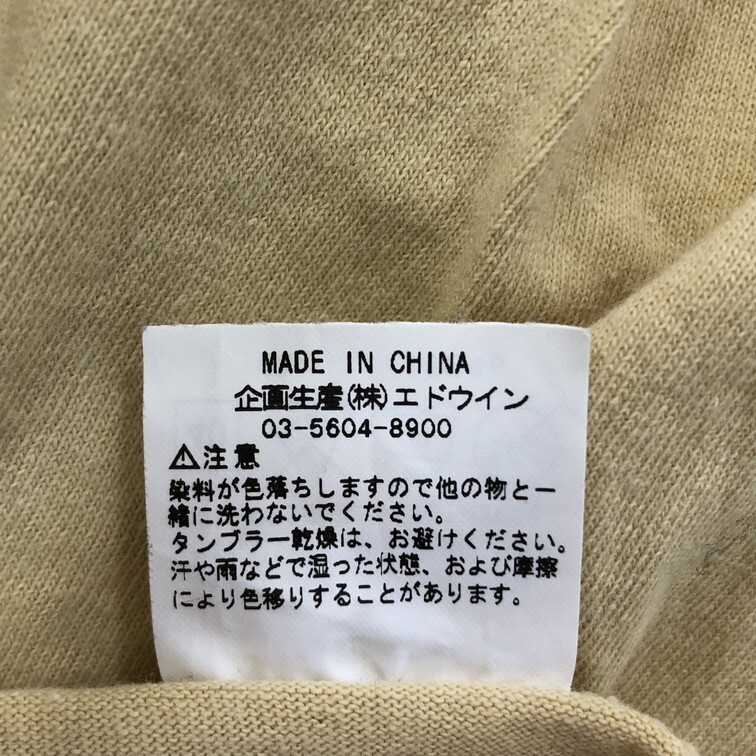 MADE IN CHINA
企画生産(株)エドウイン
03-5604-8900
⚠注意
染料が色落ちしますので他の物と一
緒に洗わないでください。
タンブラー乾燥は、お避けください。
汗や雨などで湿った状態、および摩擦
により色移りすることがあります。